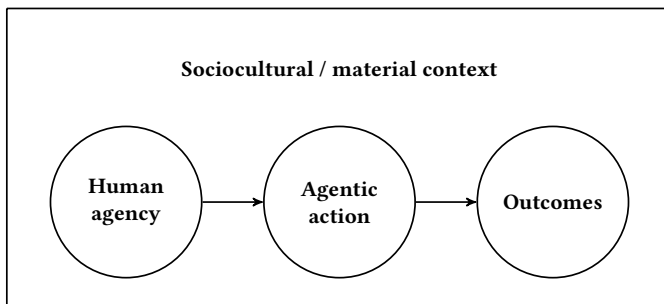 Sociocultural / material context
Human
agency
Agentic
action
Outcomes